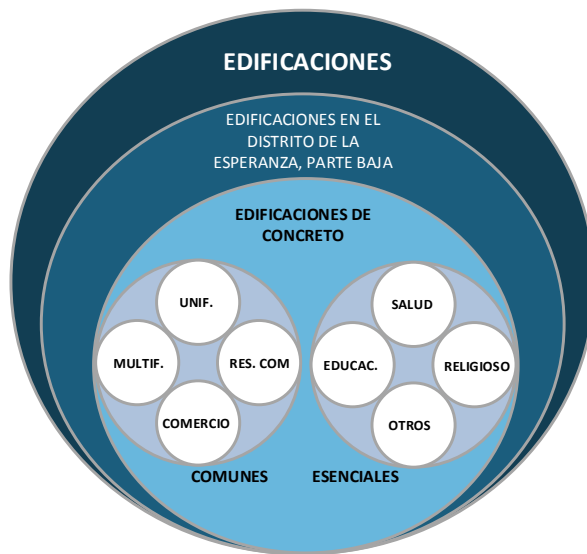 EDIFICACIONES
EDIFICACIONES EN EL
DISTRITO DE LA
ESPERANZA, PARTE BAJA
EDIFICACIONES DE
CONCRETO
UNIF.
MULTIF.
RES. COM
COMERCIO
COMUNES
SALUD
EDUCAC.
RELIGIOSO
OTROS
ESENCIALES